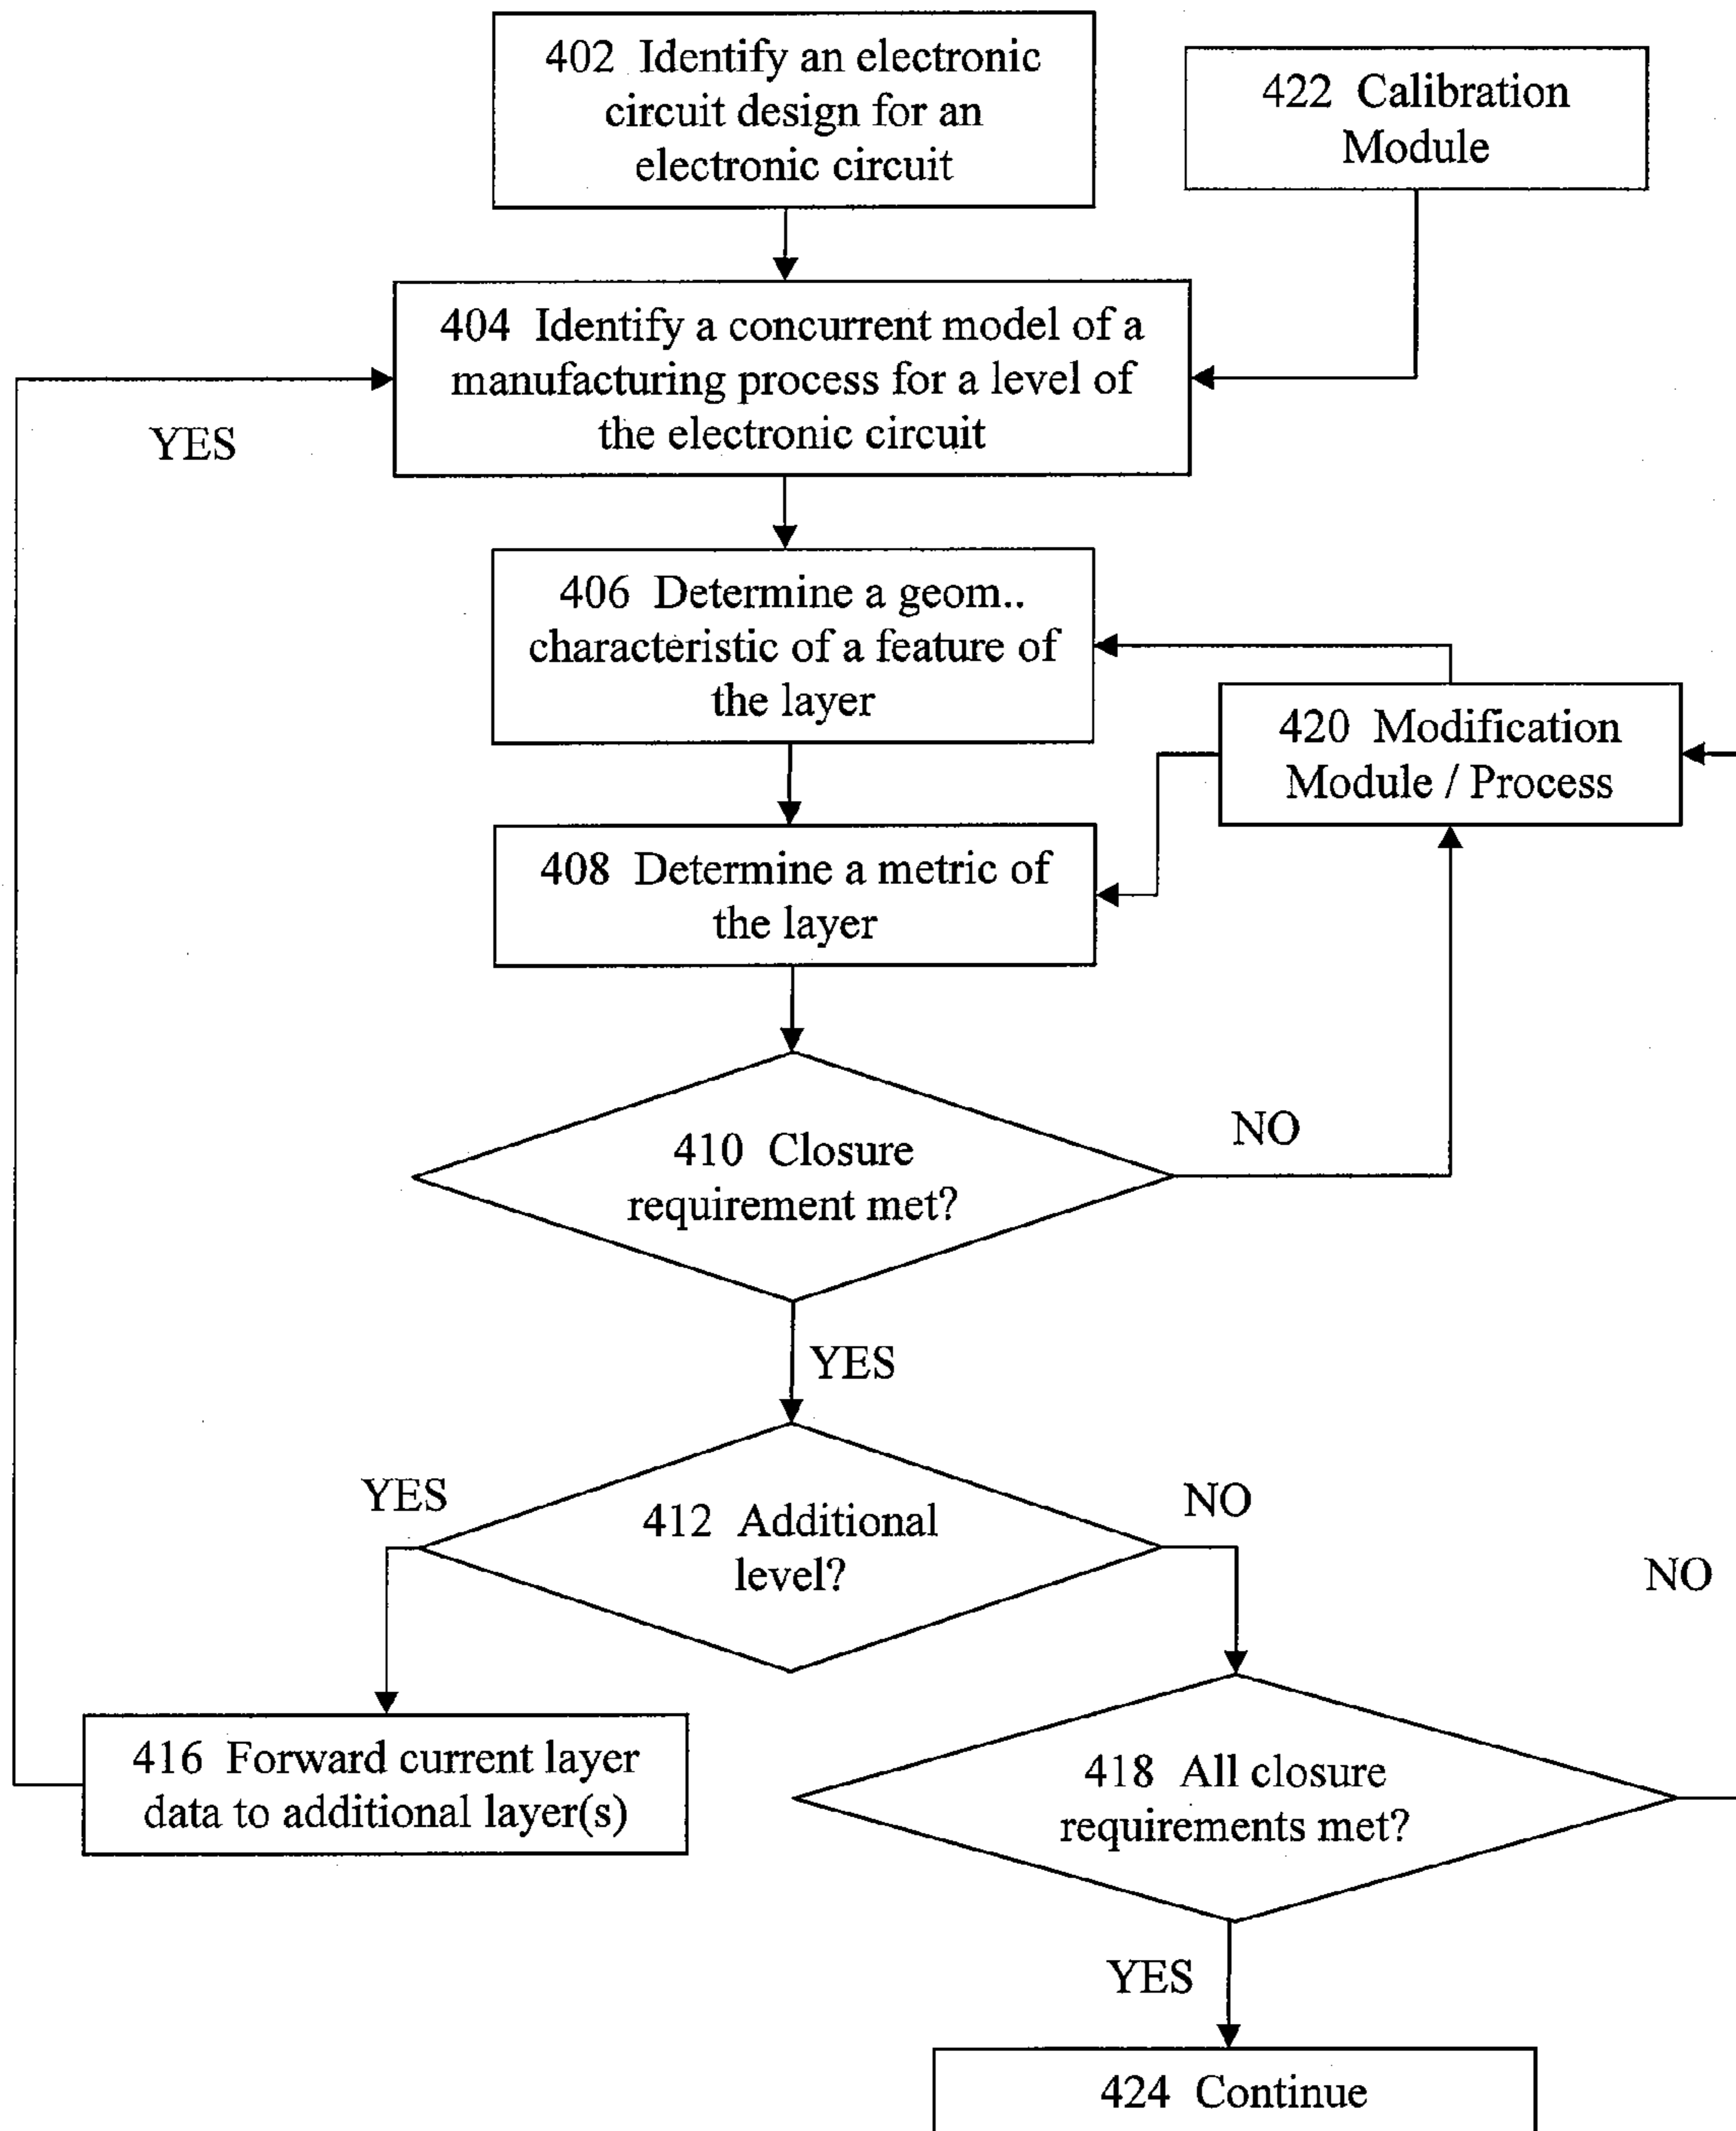 402 Identify an electronic
circuit design for an
electronic circuit
422 Calibration
Module
404 Identify a concurrent model of a
manufacturing process for a level of
the electronic circuit
YES
406 Determine a geom..
characteristic of a feature of
the layer
420 Modification
Module / Process
408 Determine a metric of
the layer
410 Closure
requirement met?
NO
YES
YES
412 Additional
level?
NO
NO
416 Forward current layer
data to additional layer(s)
418 All closure
requirements met?
YES
424 Continue